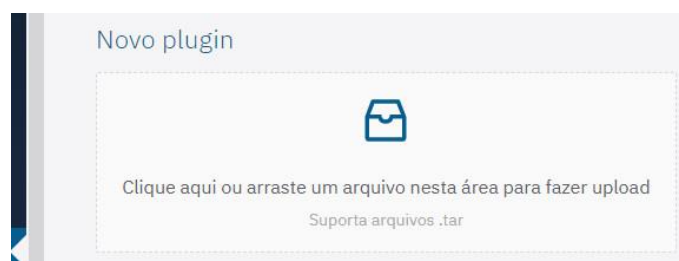 Novo plugin
Clique aqui ou arraste um arquivo nesta área para fazer upload
Suporta arquivos .tar